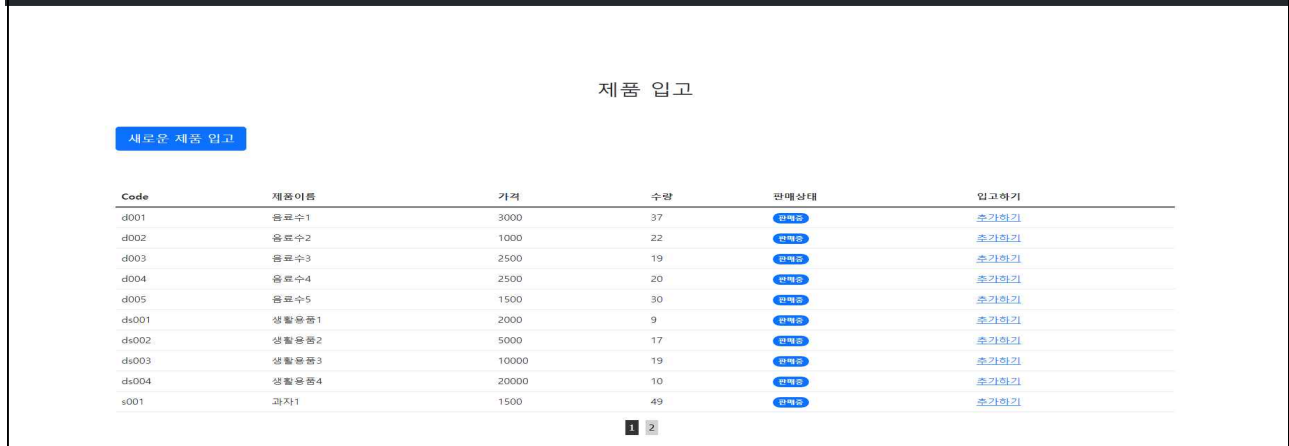 제품 입고
새로운 제품 입고
Code 제품이름 가격 수량 판매상태 입고하기
d001 음료수1 3000 37 판매중 추가하기
d002 음료수2 1000 22 판매중 추가하기
d003 음료수3 2500 19 판매중 추가하기
d004 음료수4 2500 20 판매중 추가하기
d005 음료수5 1500 30 판매중 추가하기
ds001 생활용품1 2000 9 판매중 추가하기
ds002 생활용품2 5000 17 판매중 추가하기
ds003 생활용품3 10000 19 판매중 추가하기
ds004 생활용품4 20000 10 판매중 추가하기
s001 과자1 1500 49 판매중 추가하기
1 2